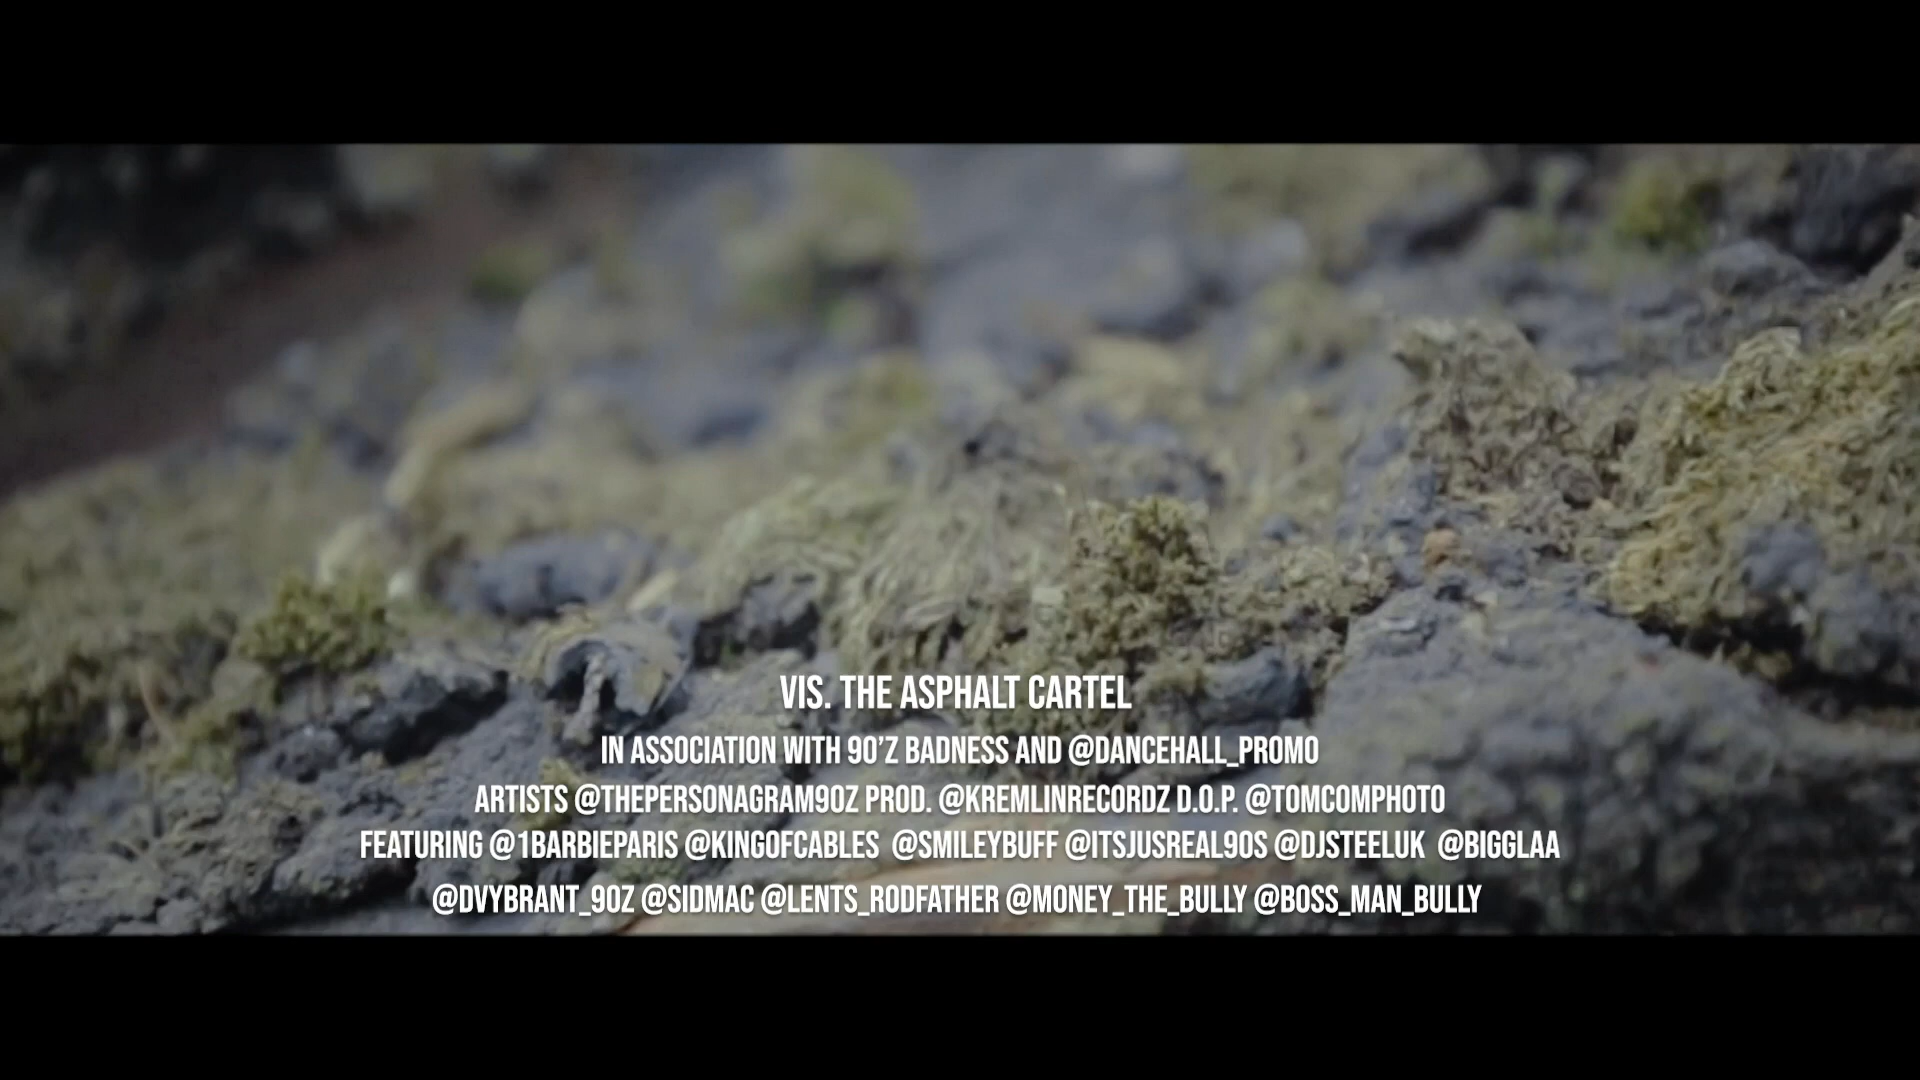 VIS. THE ASPHALT CARTEL
IN ASSOCIATION WITH 90'Z BADNESS AND @DANCEHALL_PROMO
ARTISTS @THEPERSONAGRAM90Z PROD. @KREMLINRECORDZ D.O.P. @TOMCOMPHOTO
FEATURING @1BARBIEPARIS @KINGOFCABLES @SMILEYBUFF @ITSJUSREAL90S @DJSTEELUK @BIGGLAA
@DVYBRANT_90Z @SIDMAC @LENTS_RODFATHER @MONEY_THE_BULLY @BOSS_MAN_BULLY